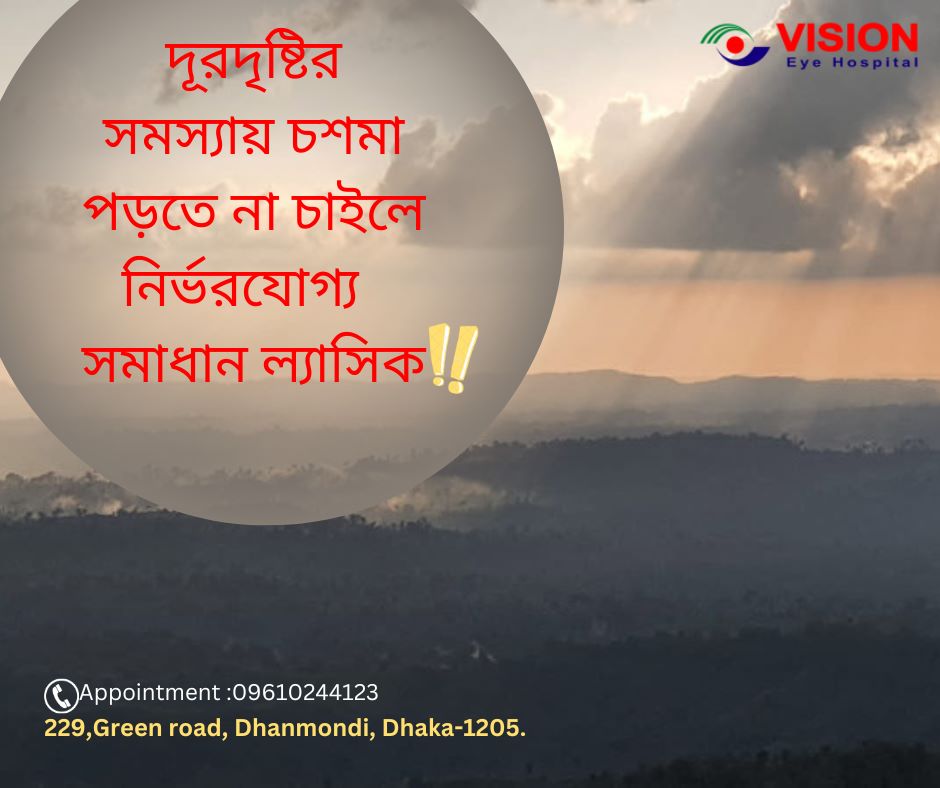 VISION
Eye Hospital
দূরদৃষ্টির
সমস্যায় চশমা
পড়তে না চাইলে
নির্ভরযোগ্য
সমাধান ল্যাসিক!!
Appointment :09610244123
229,Green road, Dhanmondi, Dhaka-1205.